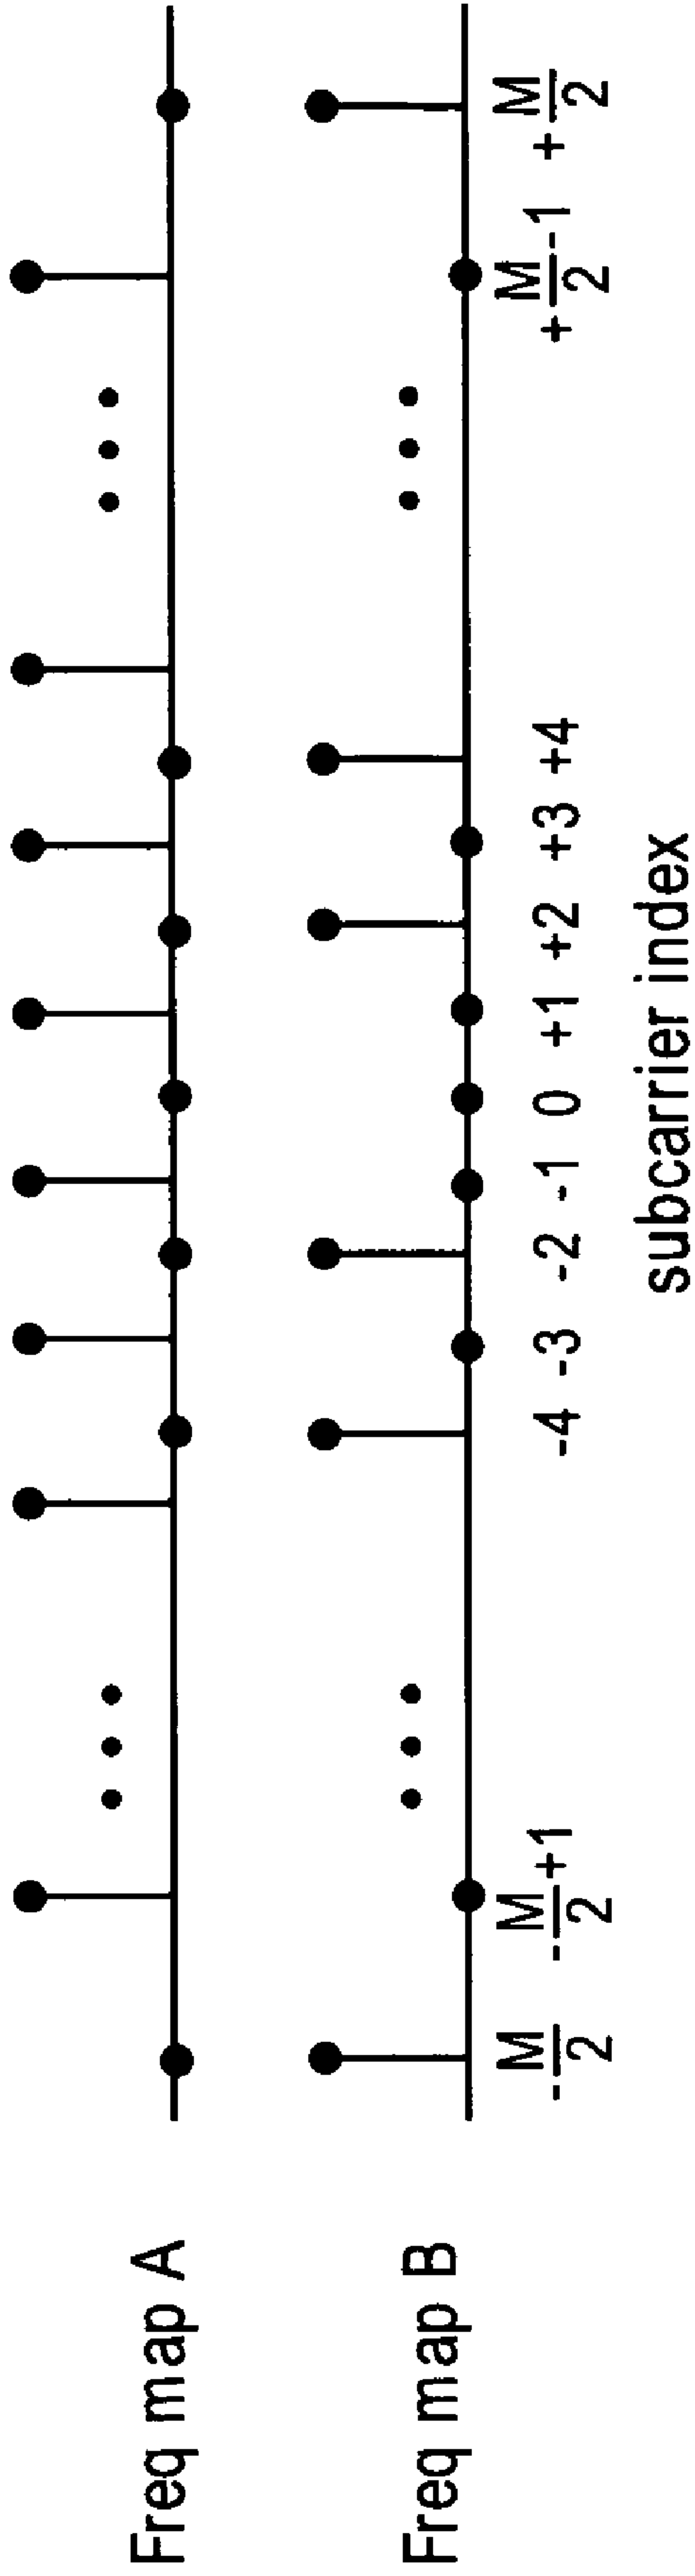 Freq map A
Freq map B
-M/2 -M/2+1 -4 -3 -2 -1 0 +1 +2 +3 +4 +M/2-1 +M/2
subcarrier index